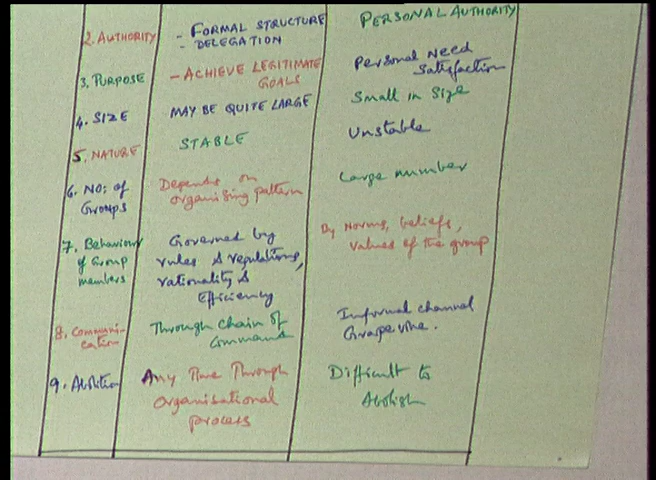 2. AUTHORITY
- FORMAL STRUCTURE
- DELEGATION
PERSONAL AUTHORITY
3. PURPOSE
- ACHIEVE LEGITIMATE
GOALS
Personal Need
Satisfaction
4. SIZE
MAY BE QUITE LARGE
Small in Size
5. NATURE
STABLE
Unstable
6. NO: of
Groups
Depends on
organising pattern
Large number
7. Behaviour
of Group
members
Governed by
rules & regulations,
rationality &
Efficiency
By Norms, beliefs,
values of the group
8. Communi-
cation
Through chain of
Command
Informal channel
Grapevine.
9. Abolition
Any Time Through
Organisational
process
Difficult to
Abolish